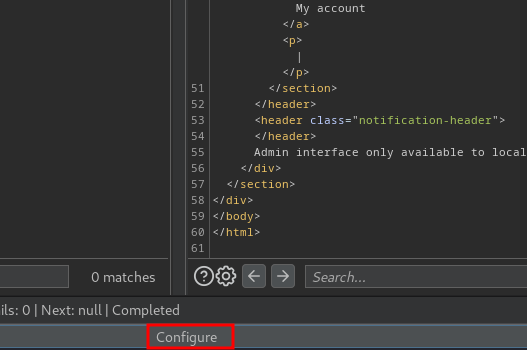 My account
</a>
<p>
|
</p>
51 </section>
52 </header>
53 <header class="notification-header">
54 </header>
55 Admin interface only available to local
56 </div>
57 </section>
58 </div>
59 </body>
60 </html>
61
0 matches
Search...
ils: 0 | Next: null | Completed
Configure